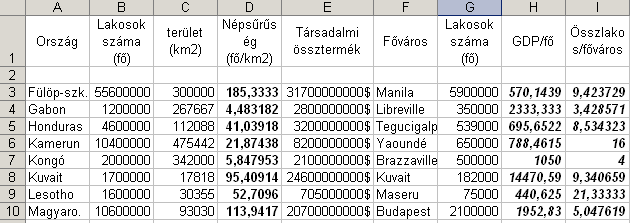 A B C D E F G H I
1 Ország Lakosok száma (fő) terület (km2) Népsűrűs ég (fő/km2) Társadalmi össztermék Főváros Lakosok száma (fő) GDP/fő Összlako s/főváros
2
3 Fülöp-szk. 55600000 300000 185,3333 31700000000$ Manila 5900000 570,1439 9,423729
4 Gabon 1200000 267667 4,483182 2800000000$ Libreville 350000 2333,333 3,428571
5 Honduras 4600000 112088 41,03918 3200000000$ Tegucigalp 539000 695,6522 8,534323
6 Kamerun 10400000 475442 21,87438 8200000000$ Yaoundé 650000 788,4615 16
7 Kongó 2000000 342000 5,847953 2100000000$ Brazzaville 500000 1050 4
8 Kuvait 1700000 17818 95,40914 24600000000$ Kuvait 182000 14470,59 9,340659
9 Lesotho 1600000 30355 52,7096 705000000$ Maseru 75000 440,625 21,33333
10 Magyaro. 10600000 93030 113,9417 20700000000$ Budapest 2100000 1952,83 5,047619